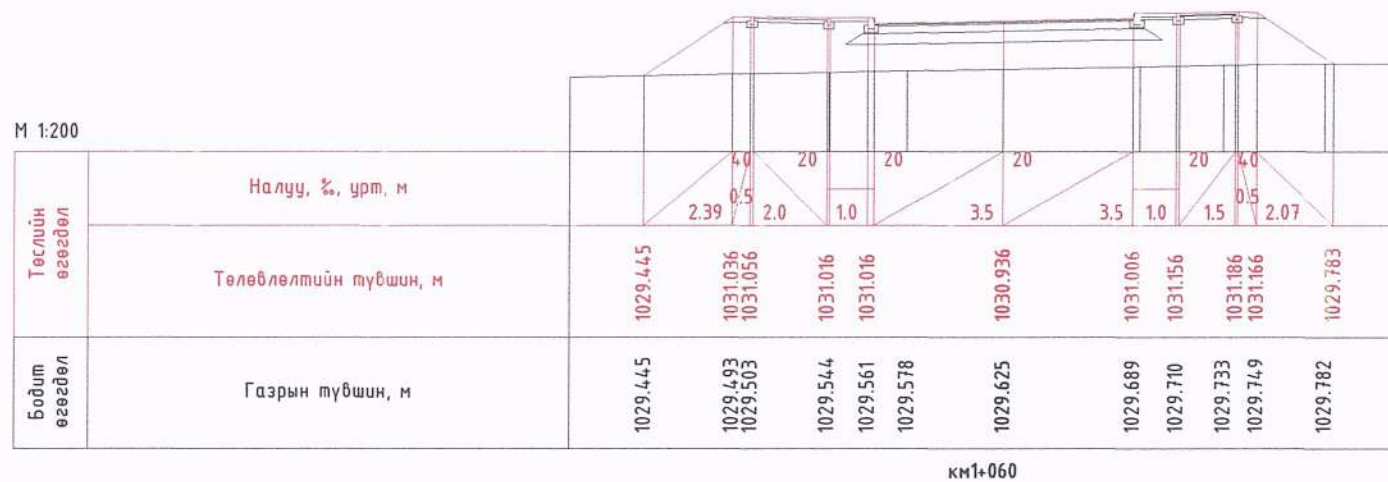 М 1:200
Төслийн өгөгдөл
Налуу, ‰, урт, м
40 20 20 20 20 40
0.5 0.5
2.39 2.0 1.0 3.5 3.5 1.0 1.5 2.07
Төлөвлөлтийн түвшин, м
1029.445 1031.036 1031.056 1031.016 1031.016 1030.936 1031.006 1031.156 1031.186 1031.166 1029.783
Бодит өгөгдөл
Газрын түвшин, м
1029.445 1029.493 1029.503 1029.544 1029.561 1029.578 1029.625 1029.689 1029.710 1029.733 1029.749 1029.782
км1+060